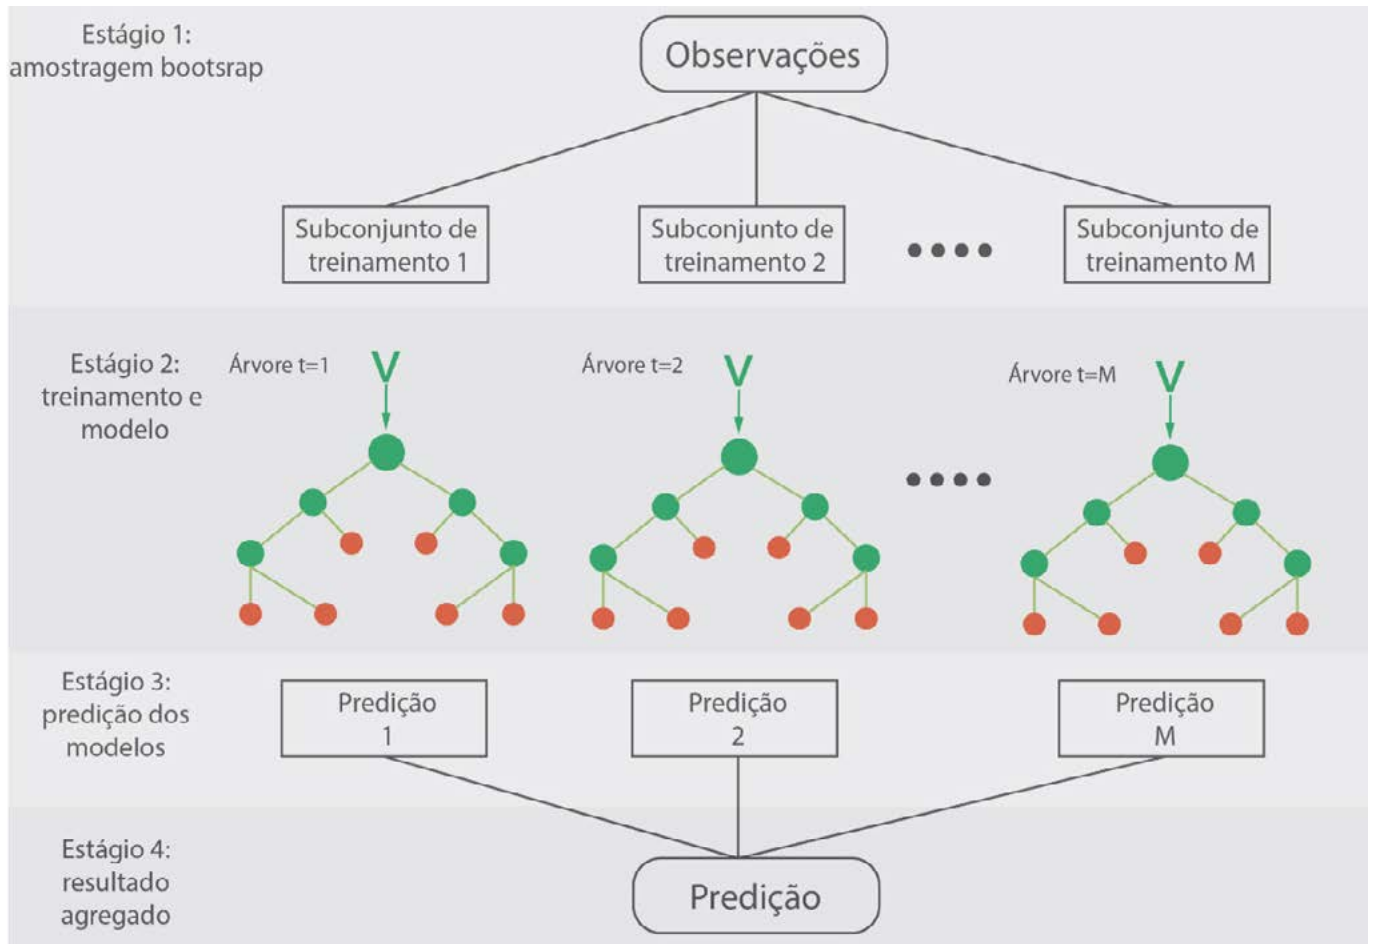 Estágio 1:
amostragem bootsrap
Observações
Subconjunto de
treinamento 1
Subconjunto de
treinamento 2
Subconjunto de
treinamento M
Estágio 2:
treinamento e
modelo
Árvore t=1
V
Árvore t=2
V
Árvore t=M
V
Estágio 3:
predição dos
modelos
Predição
1
Predição
2
Predição
M
Estágio 4:
resultado
agregado
Predição